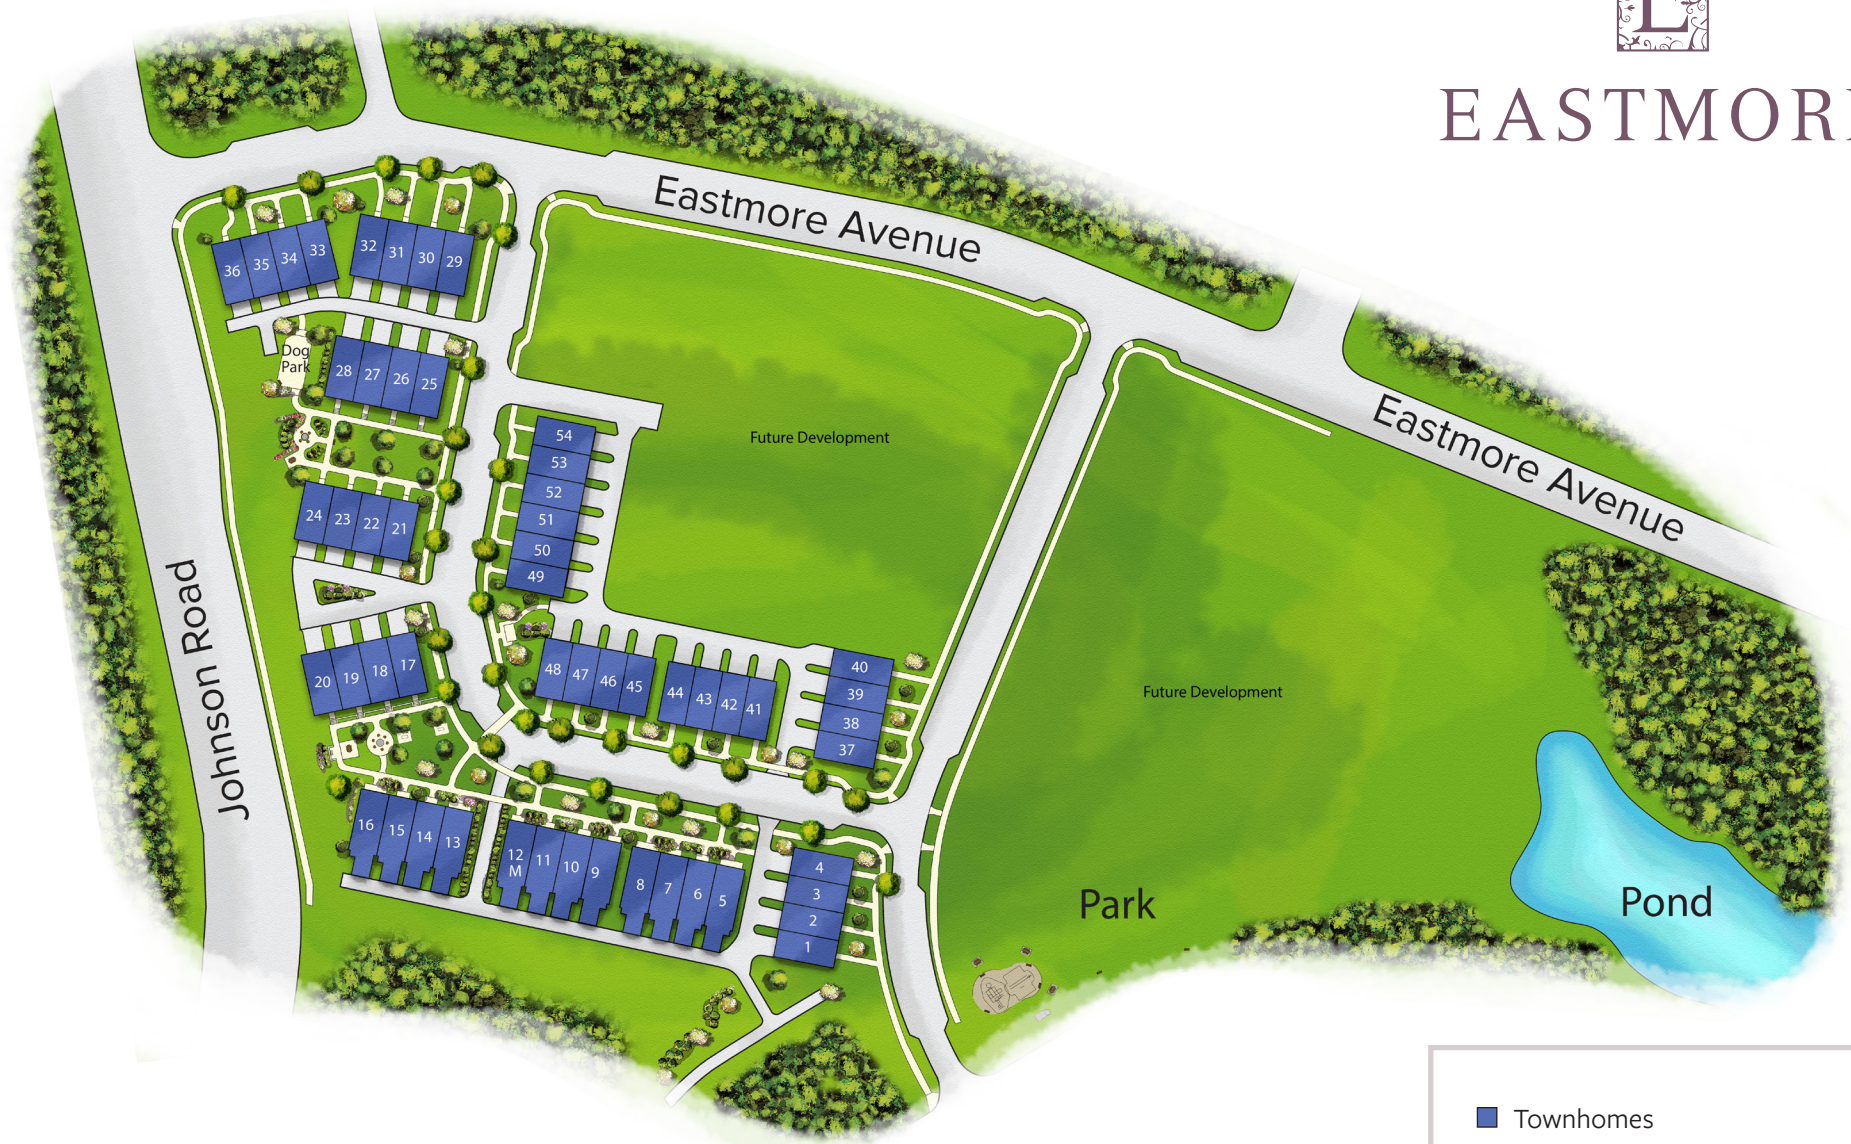 E
EASTMORE
Eastmore Avenue
32 31 30 29
36 35 34 33
Dog
Park
28 27 26 25
54
53
52
51
50
49
Future Development
Eastmore Avenue
24 23 22 21
Johnson Road
20 19 18 17
48 47 46 45
44 43 42 41
40
39
38
37
Future Development
16 15 14 13
12
M
11 10 9
8 7 6 5
4
3
2
1
Park
Pond
Townhomes